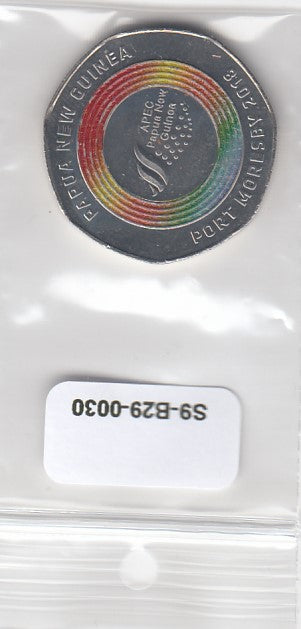 PAPUA NEW GUINEA
PORT MORESBY 2018
APEC
Papua New
Guinea
S9-B29-0030